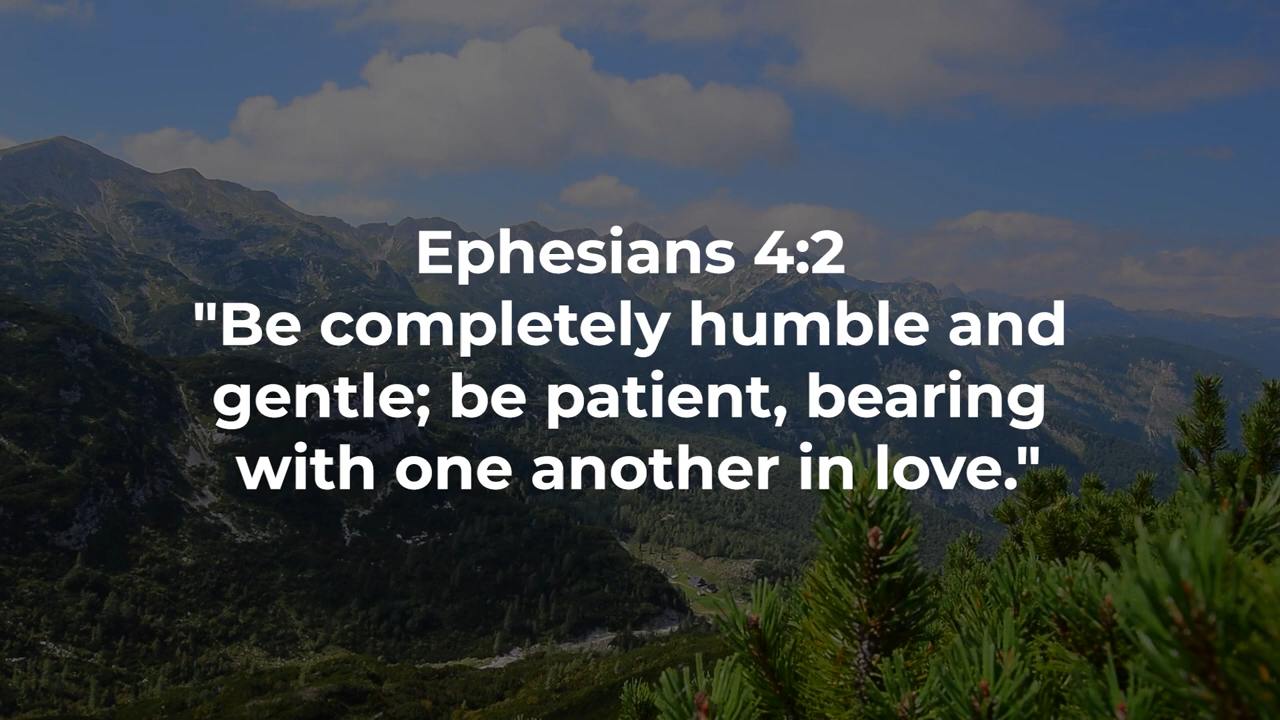 Ephesians 4:2
"Be completely humble and
gentle; be patient, bearing
with one another in love."